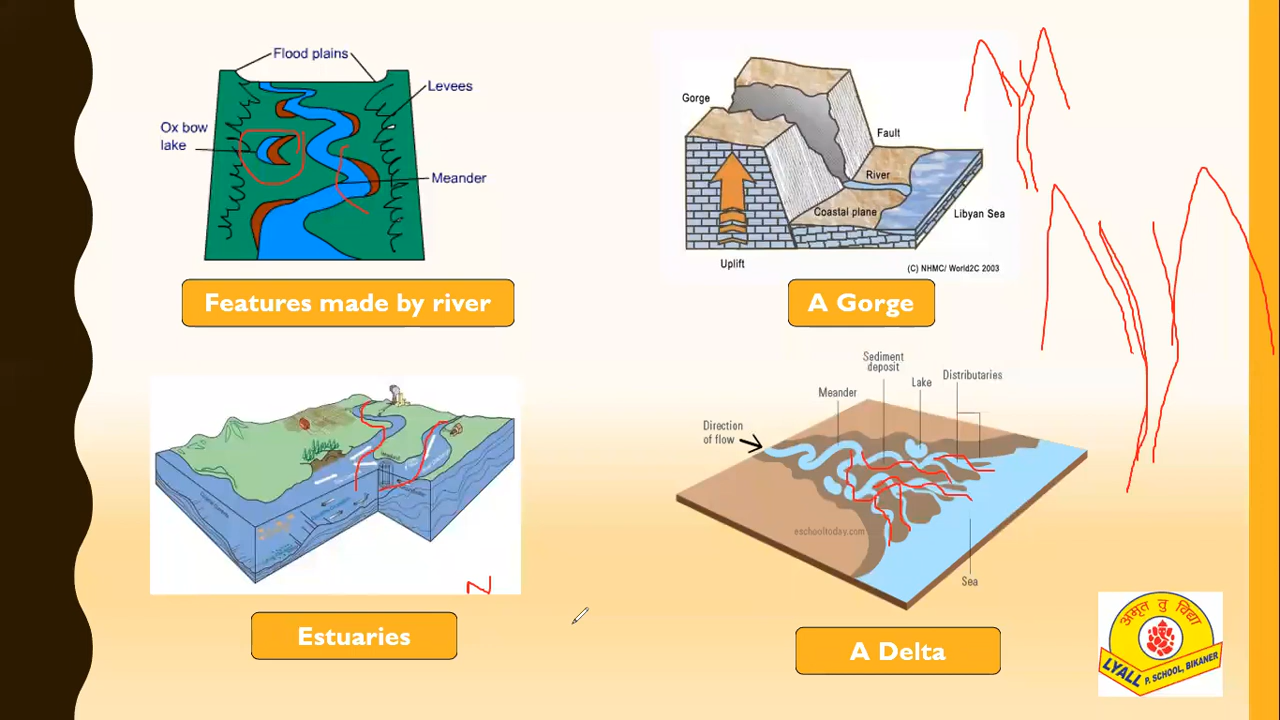 Flood plains
Levees
Ox bow
lake
Meander
Features made by river
Gorge
Fault
River
Coastal plane
Libyan Sea
Uplift
(C) NHMC/ World2C 2003
A Gorge
Estuaries
Sediment
deposit
Lake
Distributaries
Meander
Direction
of flow
eschooltoday.com
Sea
A Delta
अमृत तु विद्या
LYALL P. SCHOOL, BIKANER